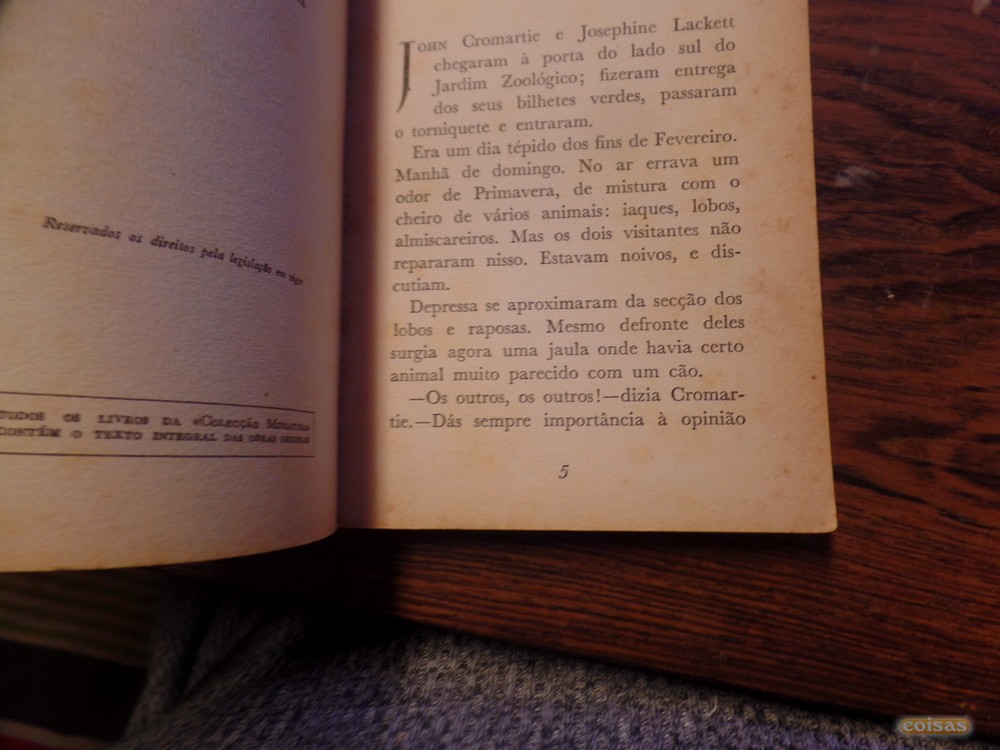 Reservados os direitos pela legislação em vigor
TODOS OS LIVROS DA «COLECÇÃO MINIATURA»
CONTÊM O TEXTO INTEGRAL DAS OBRAS ORIGINAIS
JOHN Cromartie e Josephine Lackett
chegaram à porta do lado sul do
Jardim Zoológico; fizeram entrega
dos seus bilhetes verdes, passaram
o torniquete e entraram.
Era um dia tépido dos fins de Fevereiro.
Manhã de domingo. No ar errava um
odor de Primavera, de mistura com o
cheiro de vários animais: iaques, lobos,
almiscareiros. Mas os dois visitantes não
repararam nisso. Estavam noivos, e dis-
cutiam.
Depressa se aproximaram da secção dos
lobos e raposas. Mesmo defronte deles
surgia agora uma jaula onde havia certo
animal muito parecido com um cão.
—Os outros, os outros!—dizia Cromar-
tie.—Dás sempre importância à opinião
5
coisas